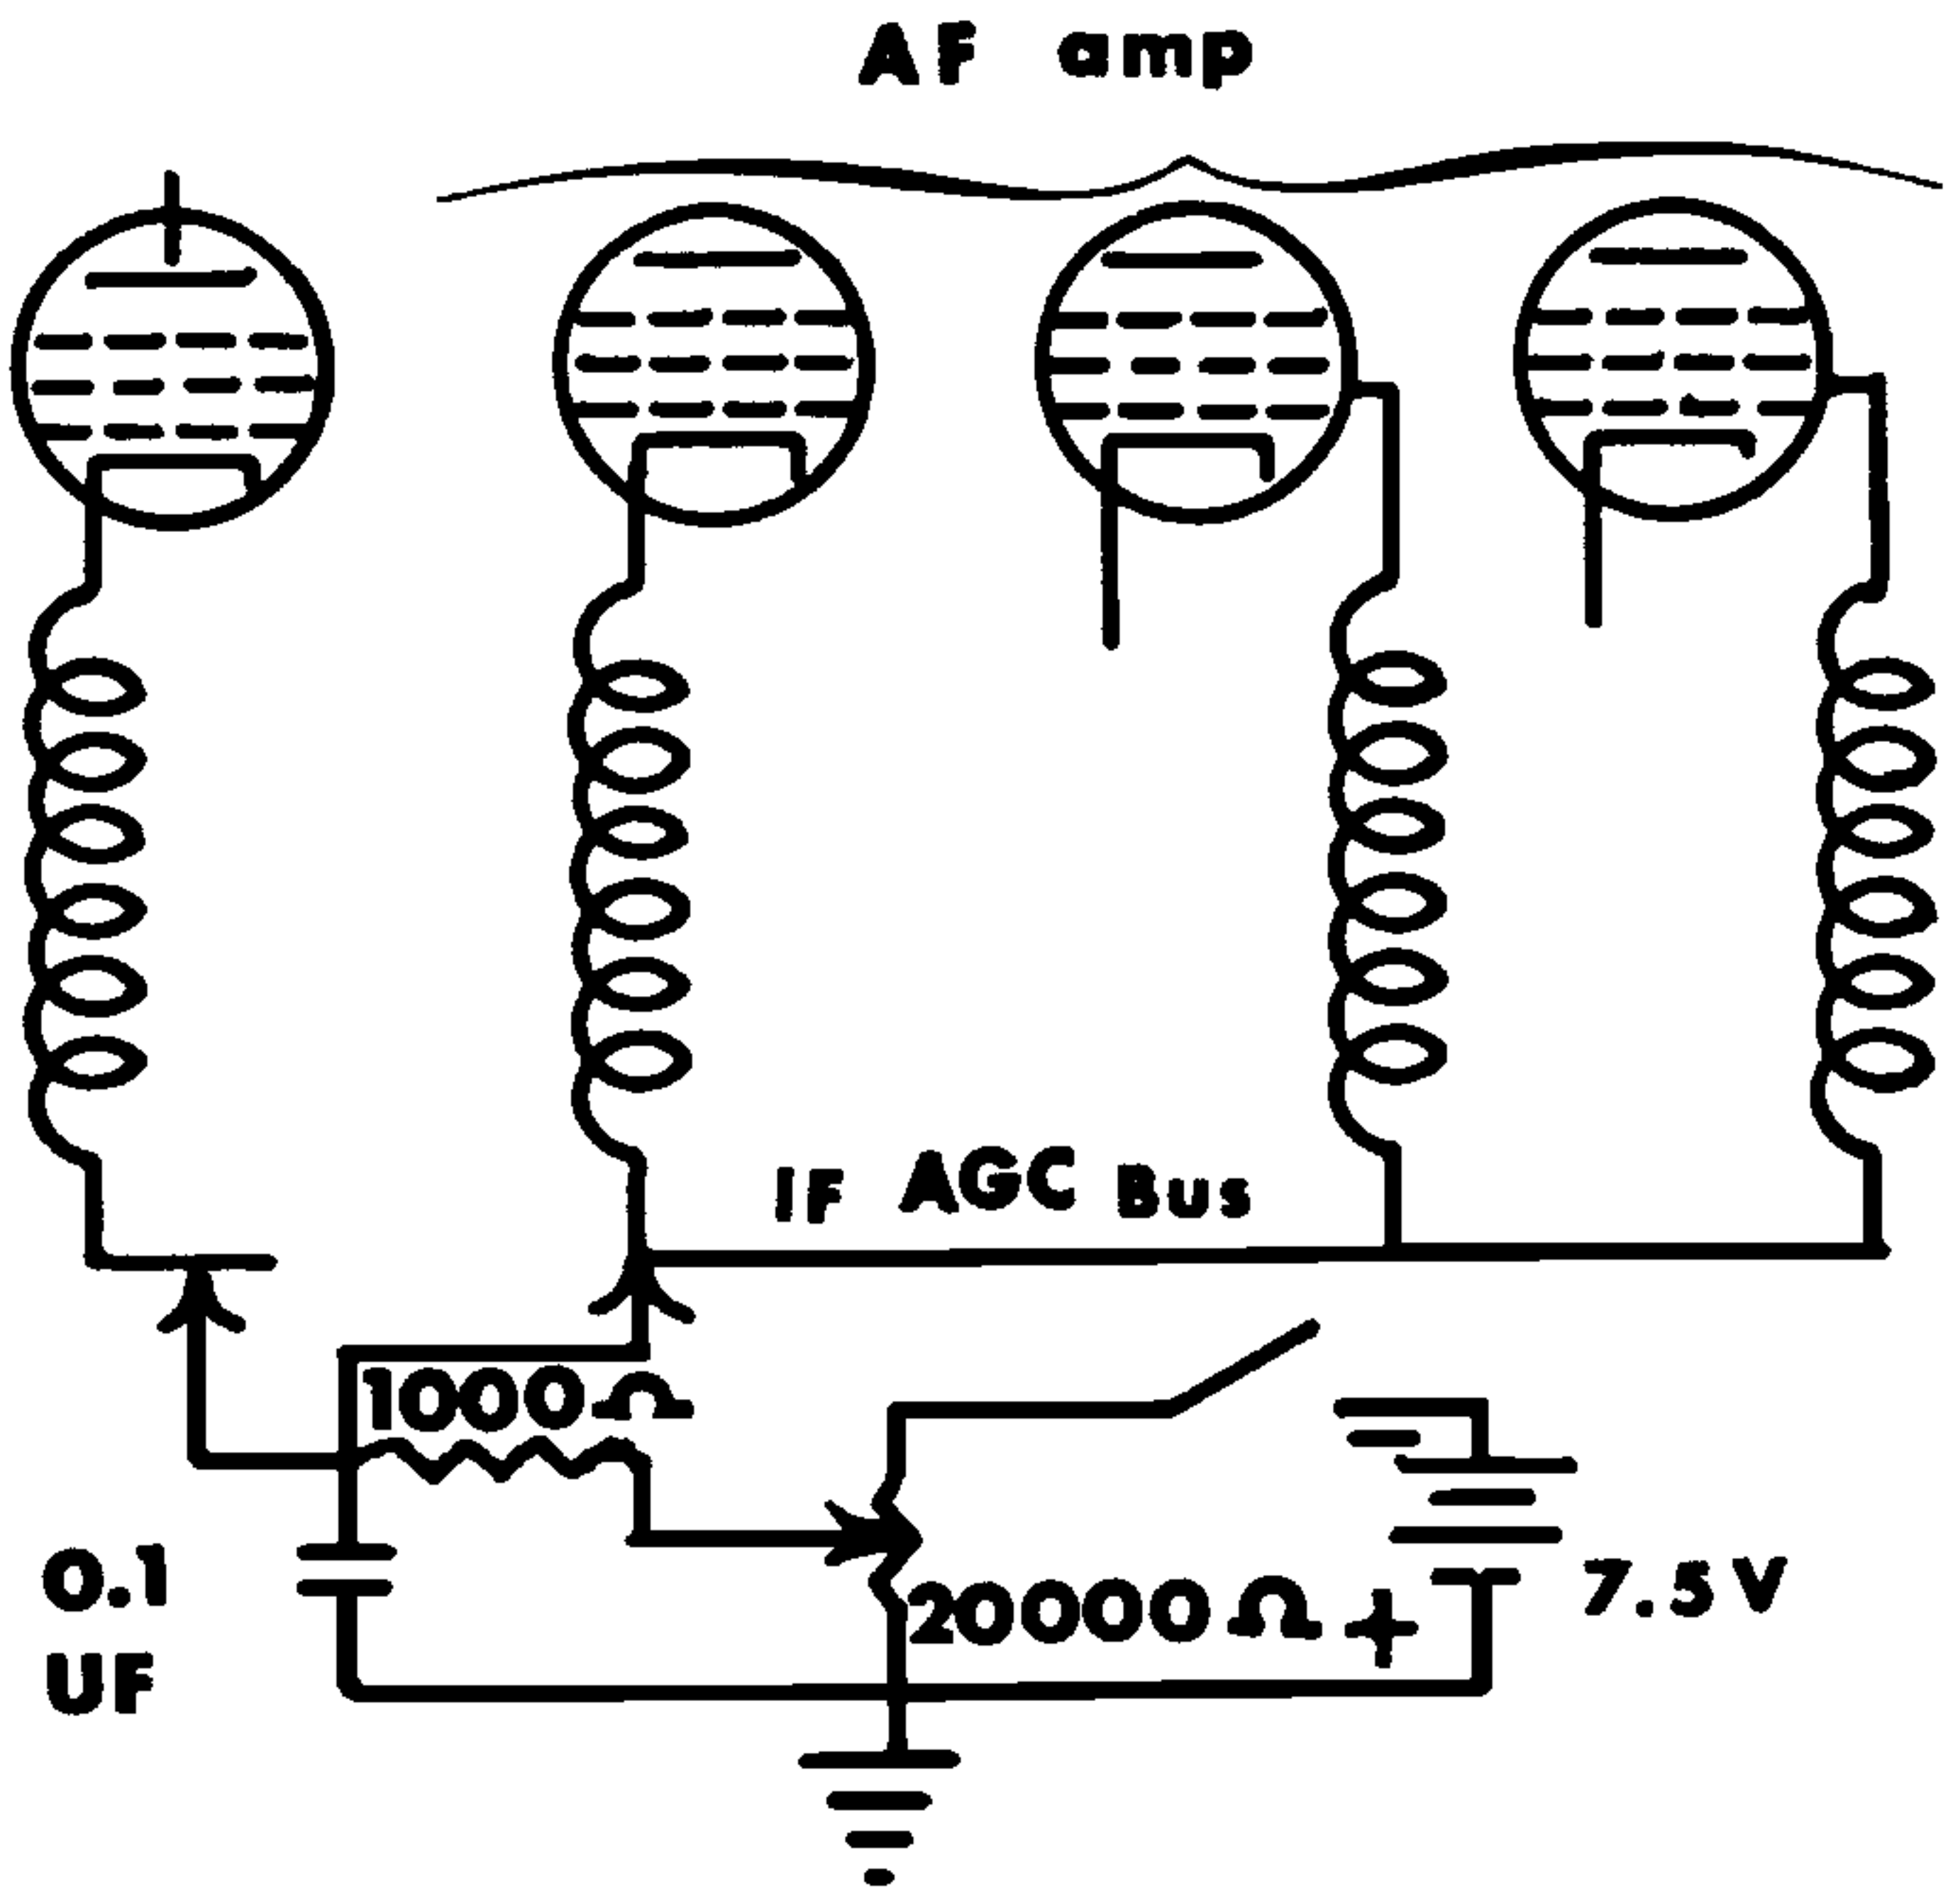 AF amp
IF AGC Bus
1000Ω
20000Ω +
7.5V
0.1
UF